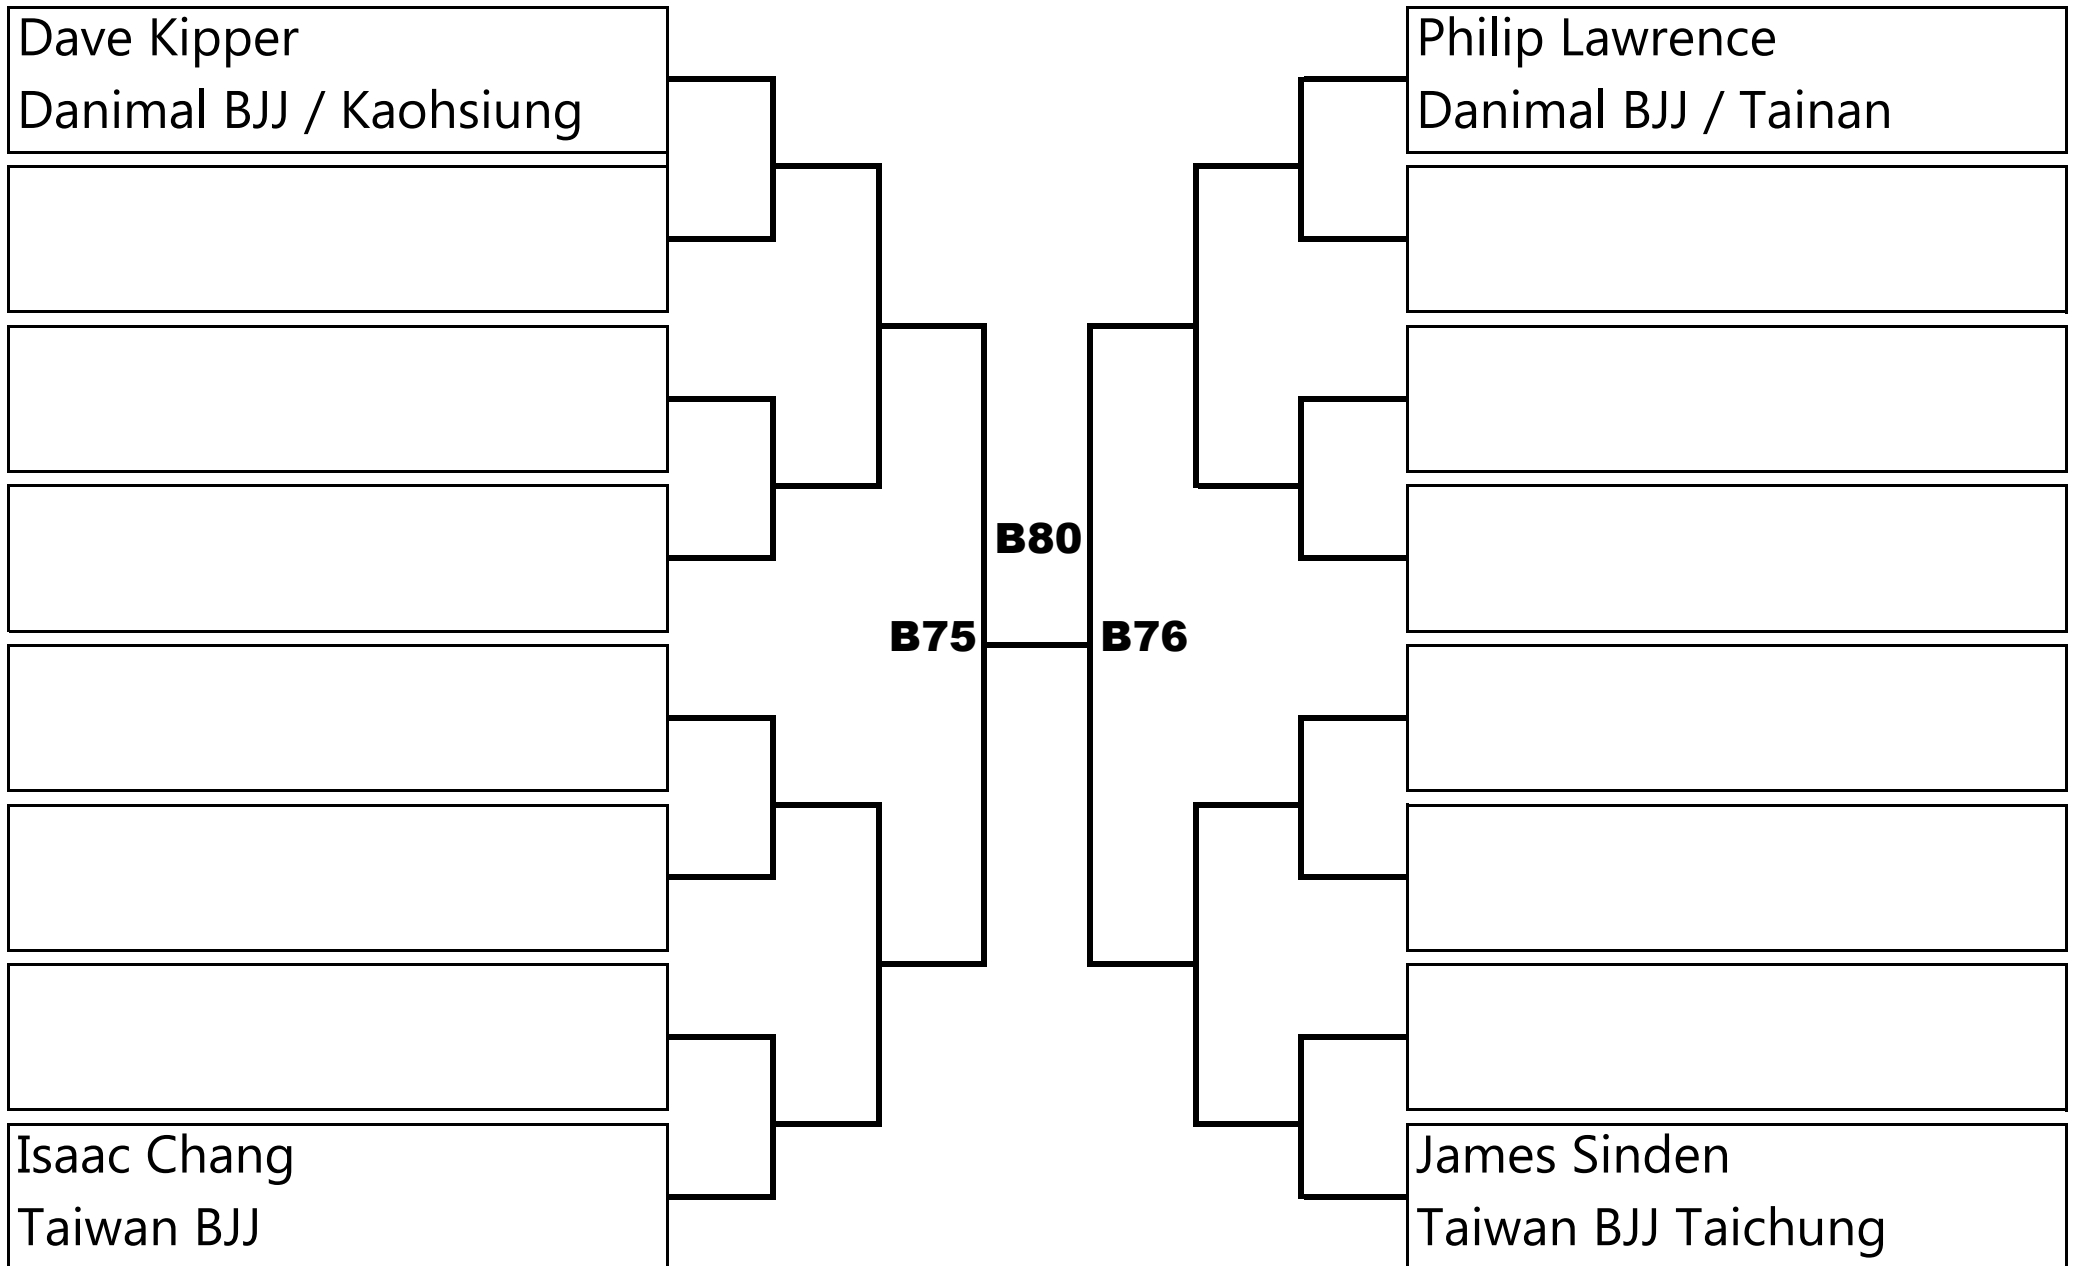 Dave Kipper
Danimal BJJ / Kaohsiung
Philip Lawrence
Danimal BJJ / Tainan
B80
B75
B76
Isaac Chang
Taiwan BJJ
James Sinden
Taiwan BJJ Taichung